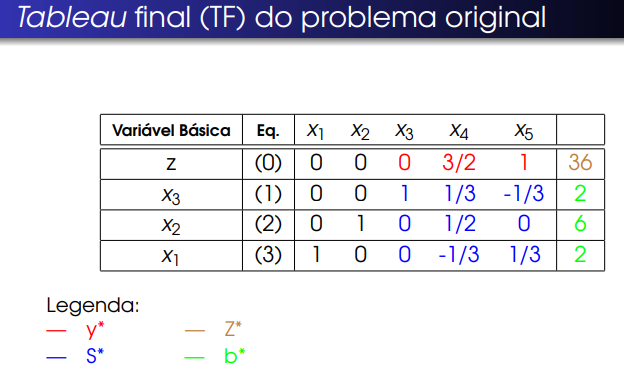 Tableau final (TF) do problema original
Variável Básica Eq. x₁ x₂ x₃ x₄ x₅
z (0) 0 0 0 3/2 1 36
x₃ (1) 0 0 1 1/3 -1/3 2
x₂ (2) 0 1 0 1/2 0 6
x₁ (3) 1 0 0 -1/3 1/3 2
Legenda:
— y* — Z*
— S* — b*